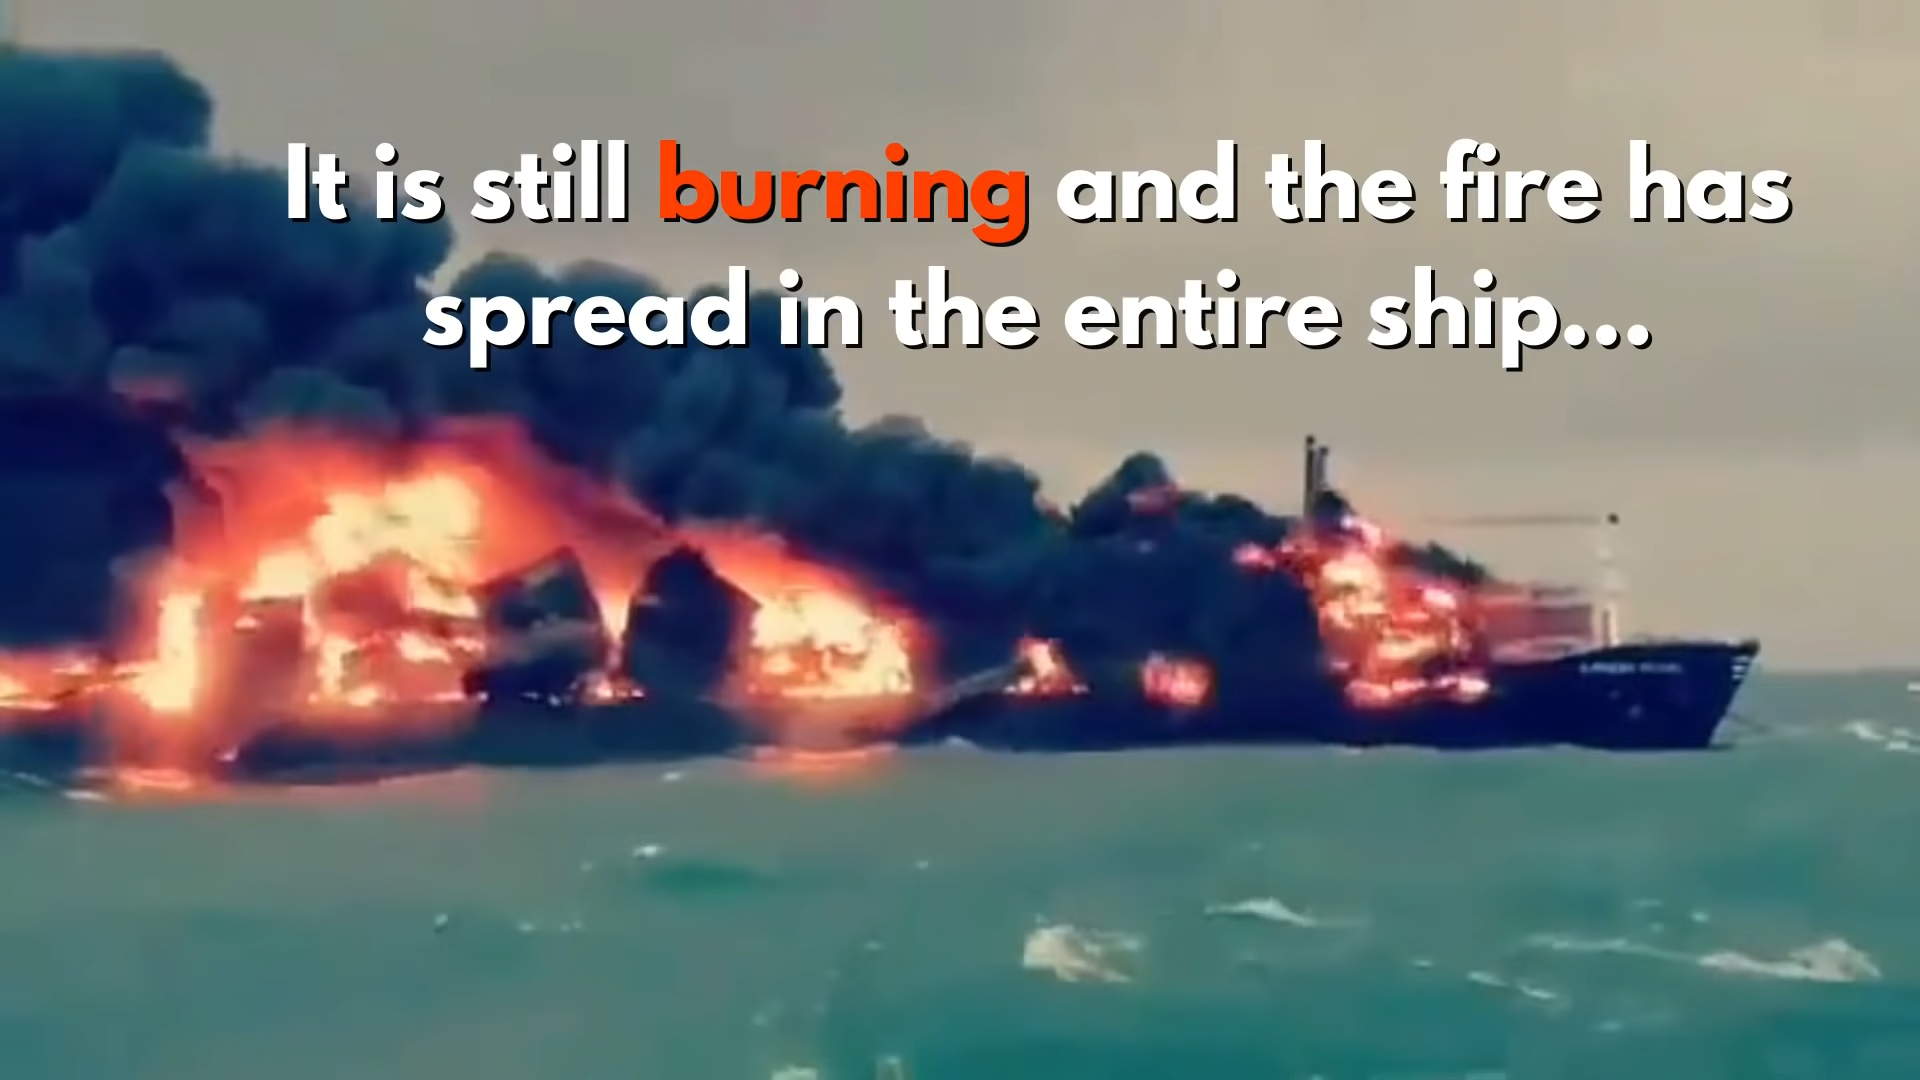 It is still burning and the fire has
spread in the entire ship...